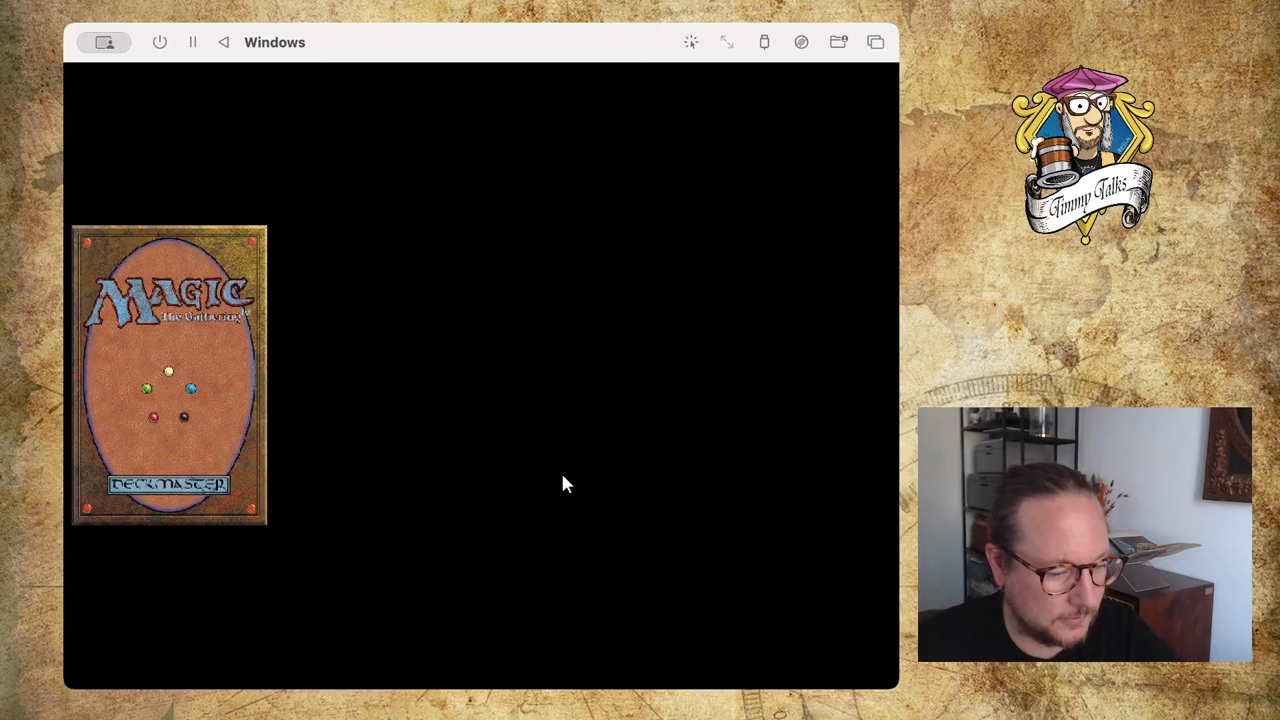 Windows
Timmy Talks
MAGIC
The Gathering
DECKMASTER